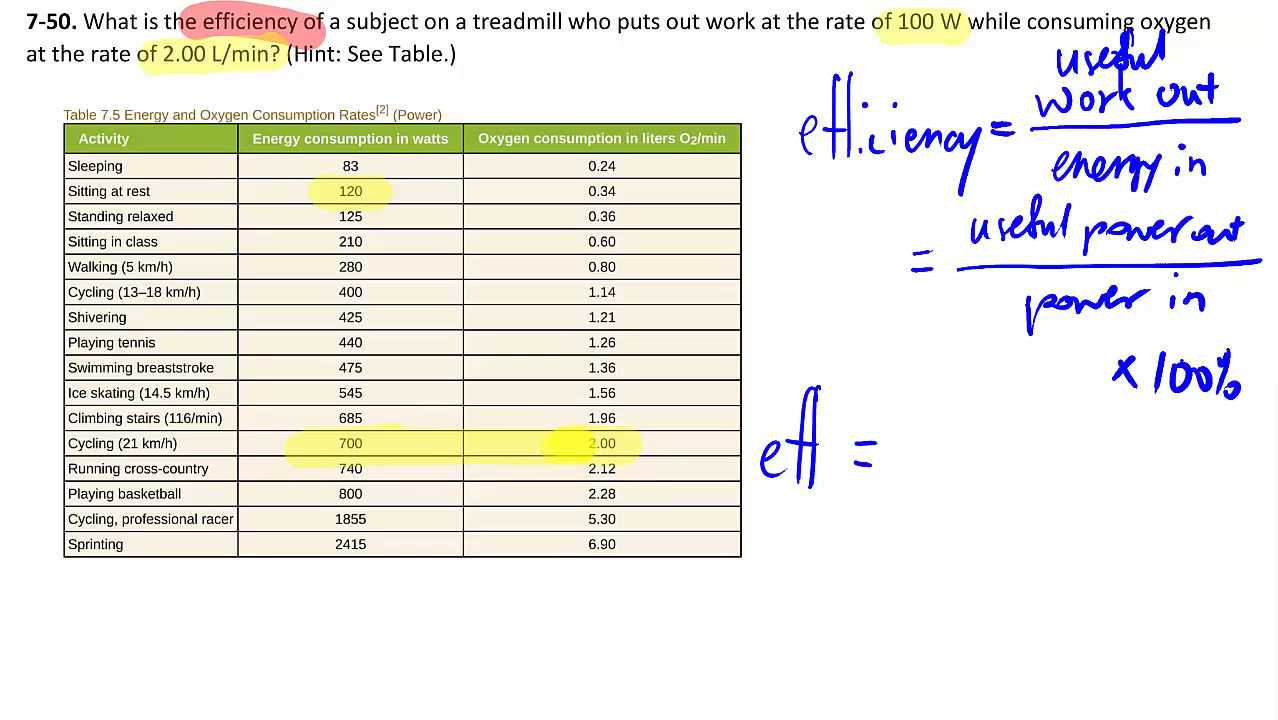 7-50. What is the efficiency of a subject on a treadmill who puts out work at the rate of 100 W while consuming oxygen
at the rate of 2.00 L/min? (Hint: See Table.)
Table 7.5 Energy and Oxygen Consumption Rates[2] (Power)
Activity Energy consumption in watts Oxygen consumption in liters O2/min
Sleeping 83 0.24
Sitting at rest 120 0.34
Standing relaxed 125 0.36
Sitting in class 210 0.60
Walking (5 km/h) 280 0.80
Cycling (13–18 km/h) 400 1.14
Shivering 425 1.21
Playing tennis 440 1.26
Swimming breaststroke 475 1.36
Ice skating (14.5 km/h) 545 1.56
Climbing stairs (116/min) 685 1.96
Cycling (21 km/h) 700 2.00
Running cross-country 740 2.12
Playing basketball 800 2.28
Cycling, professional racer 1855 5.30
Sprinting 2415 6.90
useful
work out
efficiency =
energy in
useful power out
=
power in
× 100%
eff =